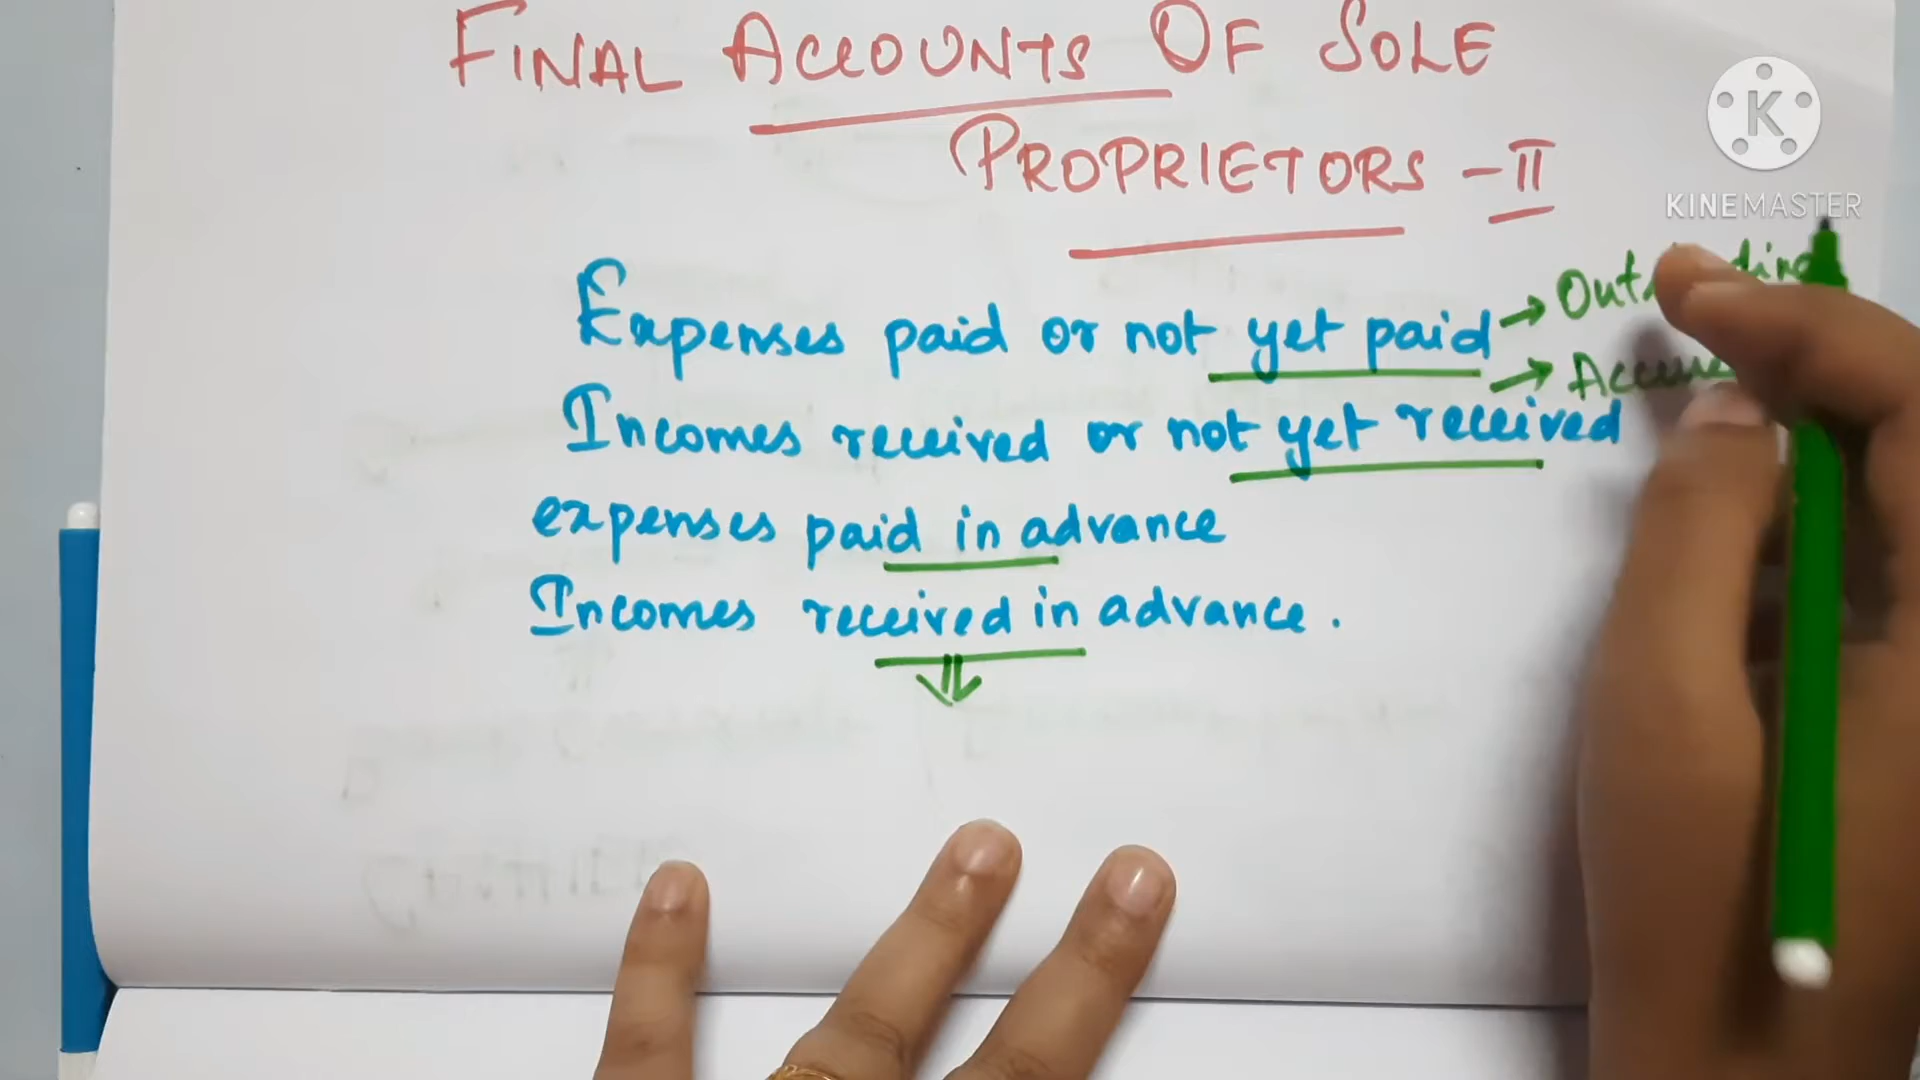 FINAL ACCOUNTS OF SOLE
PROPRIETORS - II
K
KINEMASTER
Expenses paid or not yet paid →
→
Incomes received or not yet received
expenses paid in advance
Incomes received in advance.